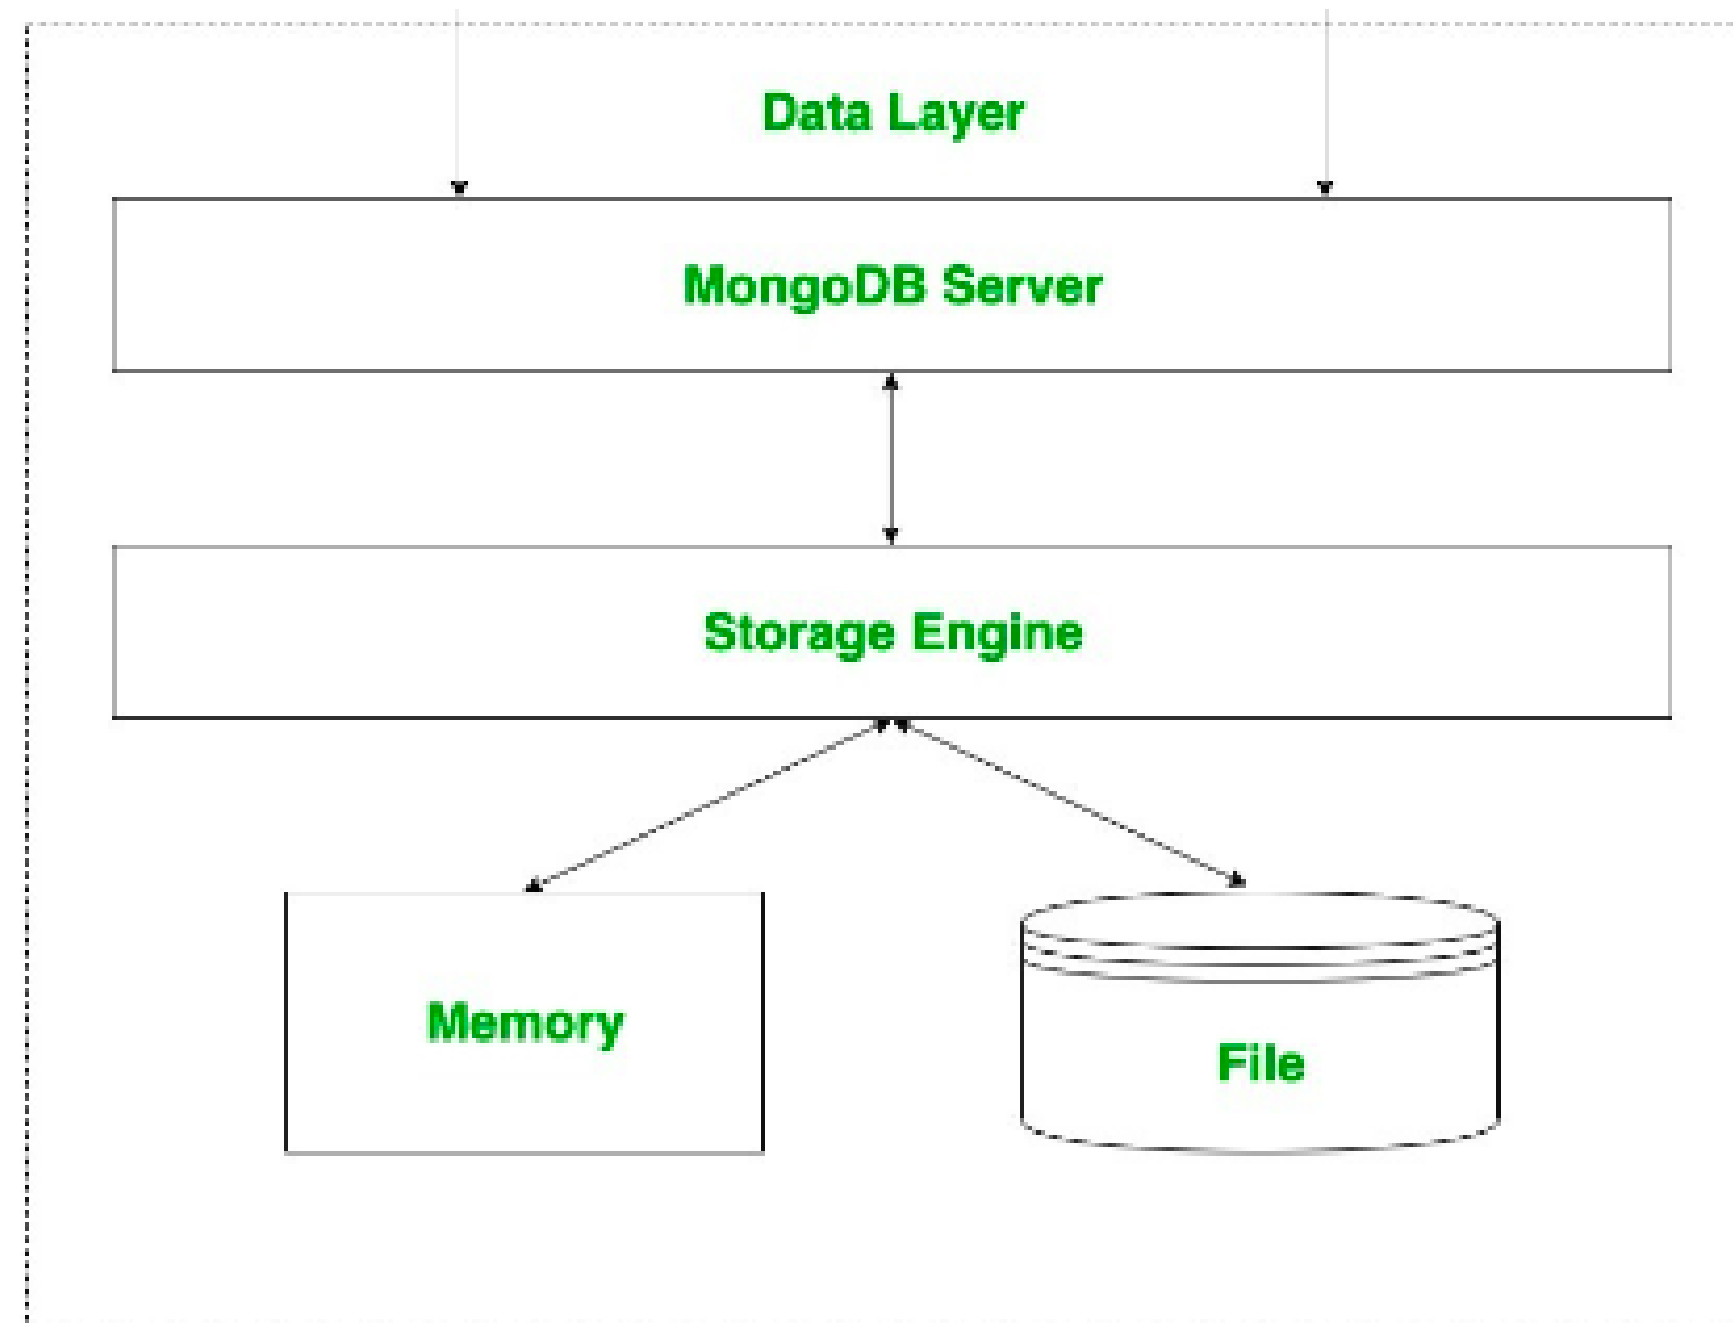 Data Layer
MongoDB Server
Storage Engine
Memory
File